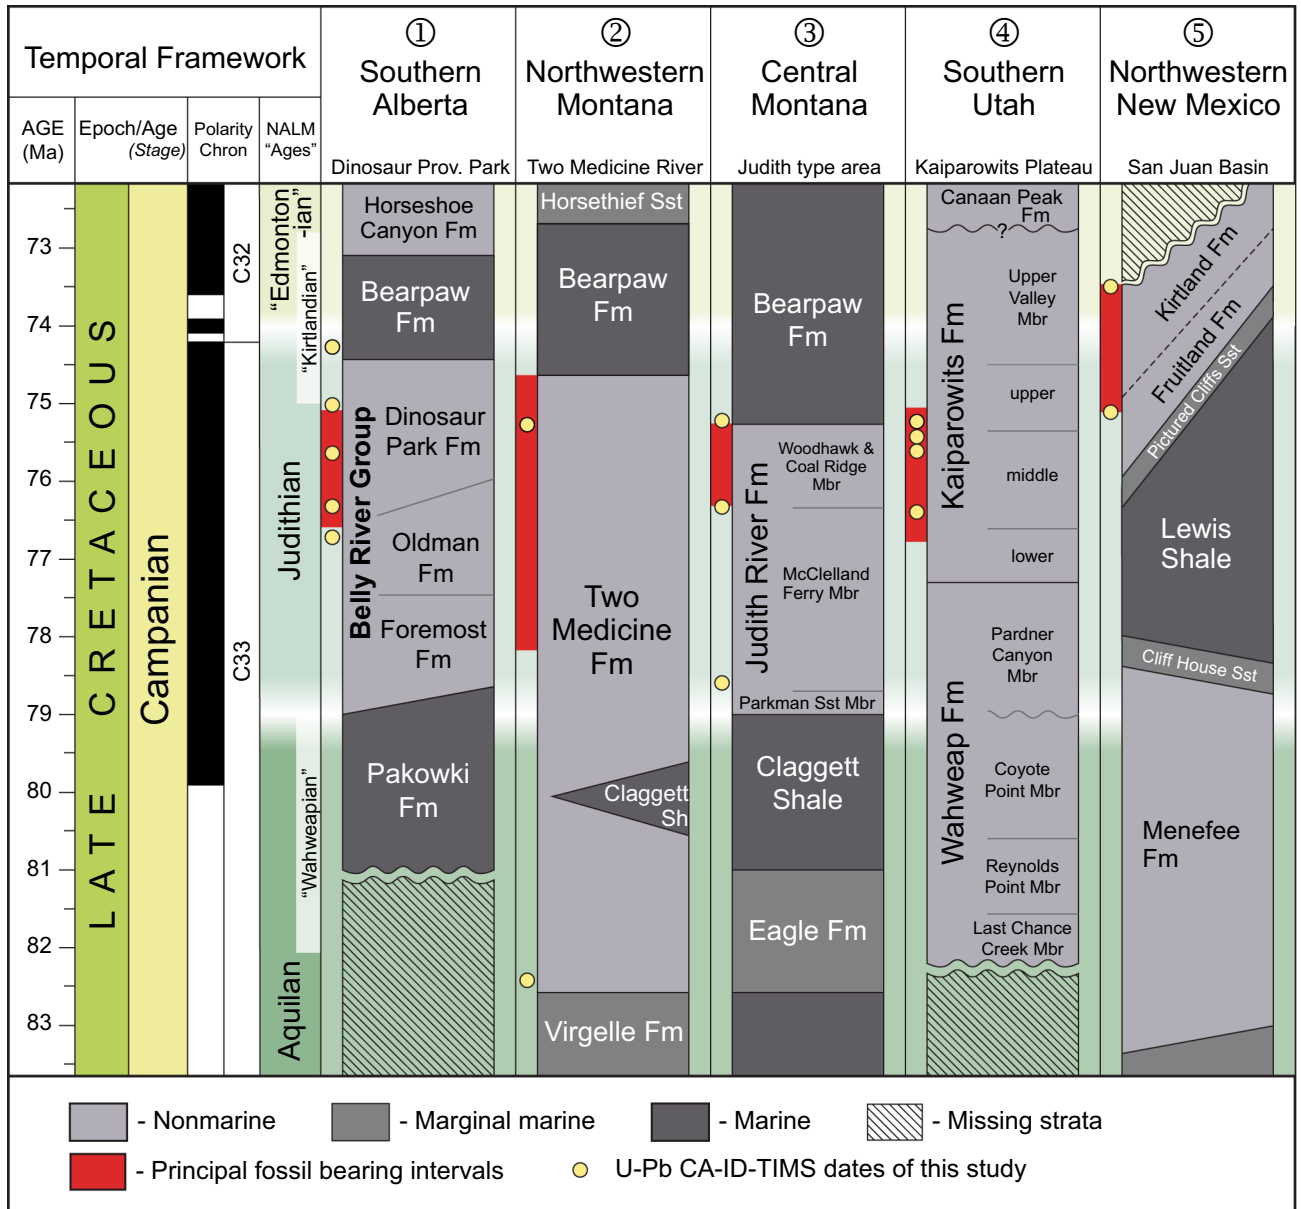 Temporal Framework
AGE
(Ma)
Epoch/Age
(Stage)
Polarity
Chron
NALM
"Ages"
①
Southern
Alberta
Dinosaur Prov. Park
②
Northwestern
Montana
Two Medicine River
③
Central
Montana
Judith type area
④
Southern
Utah
Kaiparowits Plateau
⑤
Northwestern
New Mexico
San Juan Basin
73
74
75
76
77
78
79
80
81
82
83
LATE CRETACEOUS
Campanian
C32
C33
"Edmonton
-ian"
"Kirtlandian"
Judithian
"Wahweapian"
Aquilan
Horseshoe
Canyon Fm
Bearpaw
Fm
Belly River Group
Dinosaur
Park Fm
Oldman
Fm
Foremost
Fm
Pakowki
Fm
Horsethief Sst
Bearpaw
Fm
Two
Medicine
Fm
Claggett
Sh
Virgelle Fm
Bearpaw
Fm
Judith River Fm
Woodhawk &
Coal Ridge
Mbr
McClelland
Ferry Mbr
Parkman Sst Mbr
Claggett
Shale
Eagle Fm
Canaan Peak
Fm
?
Kaiparowits Fm
Upper
Valley
Mbr
upper
middle
lower
Wahweap Fm
Pardner
Canyon
Mbr
Coyote
Point Mbr
Reynolds
Point Mbr
Last Chance
Creek Mbr
Kirtland Fm
Fruitland Fm
Pictured Cliffs Sst
Lewis
Shale
Cliff House Sst
Menefee
Fm
- Nonmarine
- Marginal marine
- Marine
- Missing strata
- Principal fossil bearing intervals
U-Pb CA-ID-TIMS dates of this study